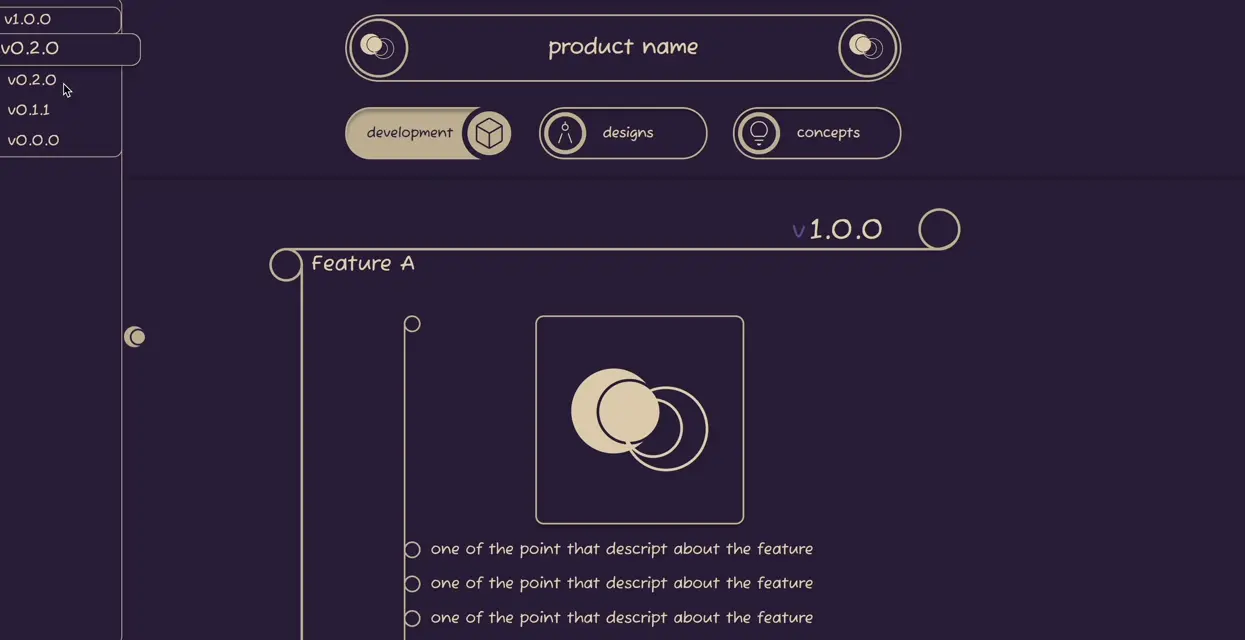 v1.0.0
v0.2.0
v0.2.0
v0.1.1
v0.0.0
product name
development
designs
concepts
v1.0.0
Feature A
one of the point that descript about the feature
one of the point that descript about the feature
one of the point that descript about the feature